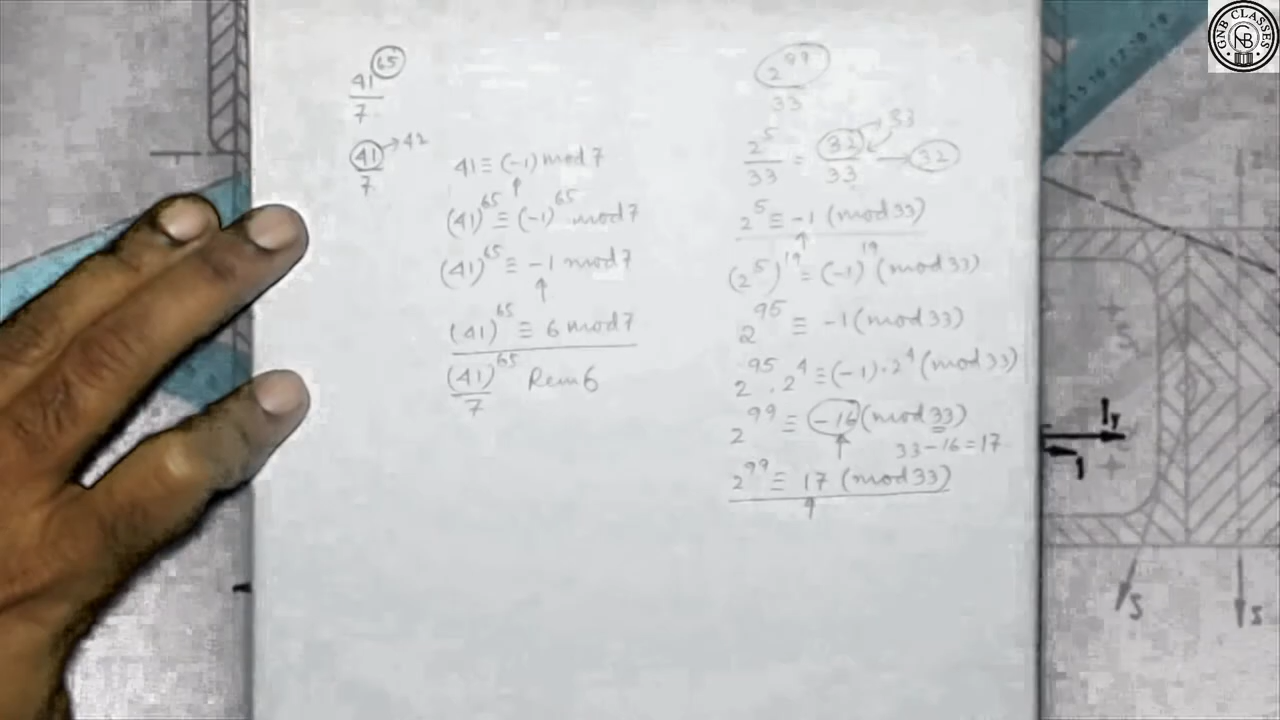 41^65
7
41 → 42
7
41 ≡ (-1) mod 7
(41)^65 ≡ (-1)^65 mod 7
(41)^65 ≡ -1 mod 7
(41)^65 ≡ 6 mod 7
(41)^65 Rem 6
7
2^99
33
2^5/33 = 32/33 → 32
33
2^5 ≡ -1 (mod 33)
(2^5)^19 ≡ (-1)^19 (mod 33)
2^95 ≡ -1 (mod 33)
2^95 . 2^4 ≡ (-1) . 2^4 (mod 33)
2^99 ≡ -16 (mod 33)
33-16=17
2^99 ≡ 17 (mod 33)
GNB CLASSES
NB